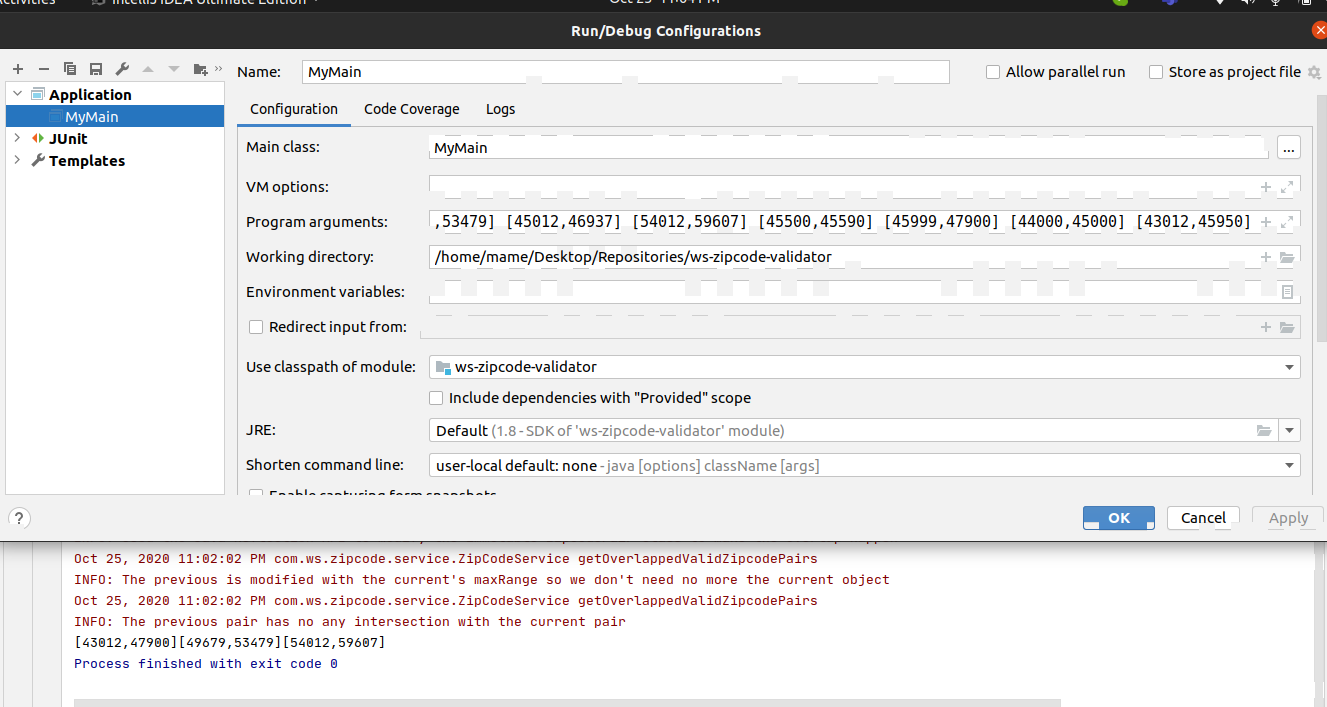 IntelliJ IDEA Ultimate Edition
Run/Debug Configurations
Name: MyMain
Allow parallel run
Store as project file
Application
MyMain
JUnit
Templates
Configuration Code Coverage Logs
Main class: MyMain ...
VM options:
Program arguments: ,53479] [45012,46937] [54012,59607] [45500,45590] [45999,47900] [44000,45000] [43012,45950]
Working directory: /home/mame/Desktop/Repositories/ws-zipcode-validator
Environment variables:
Redirect input from:
Use classpath of module: ws-zipcode-validator
Include dependencies with "Provided" scope
JRE: Default (1.8 - SDK of 'ws-zipcode-validator' module)
Shorten command line: user-local default: none - java [options] className [args]
Enable capturing form snapshots
? OK Cancel Apply
Oct 25, 2020 11:02:02 PM com.ws.zipcode.service.ZipCodeService getOverlappedValidZipcodePairs
INFO: The previous is modified with the current's maxRange so we don't need no more the current object
Oct 25, 2020 11:02:02 PM com.ws.zipcode.service.ZipCodeService getOverlappedValidZipcodePairs
INFO: The previous pair has no any intersection with the current pair
[43012,47900][49679,53479][54012,59607]
Process finished with exit code 0